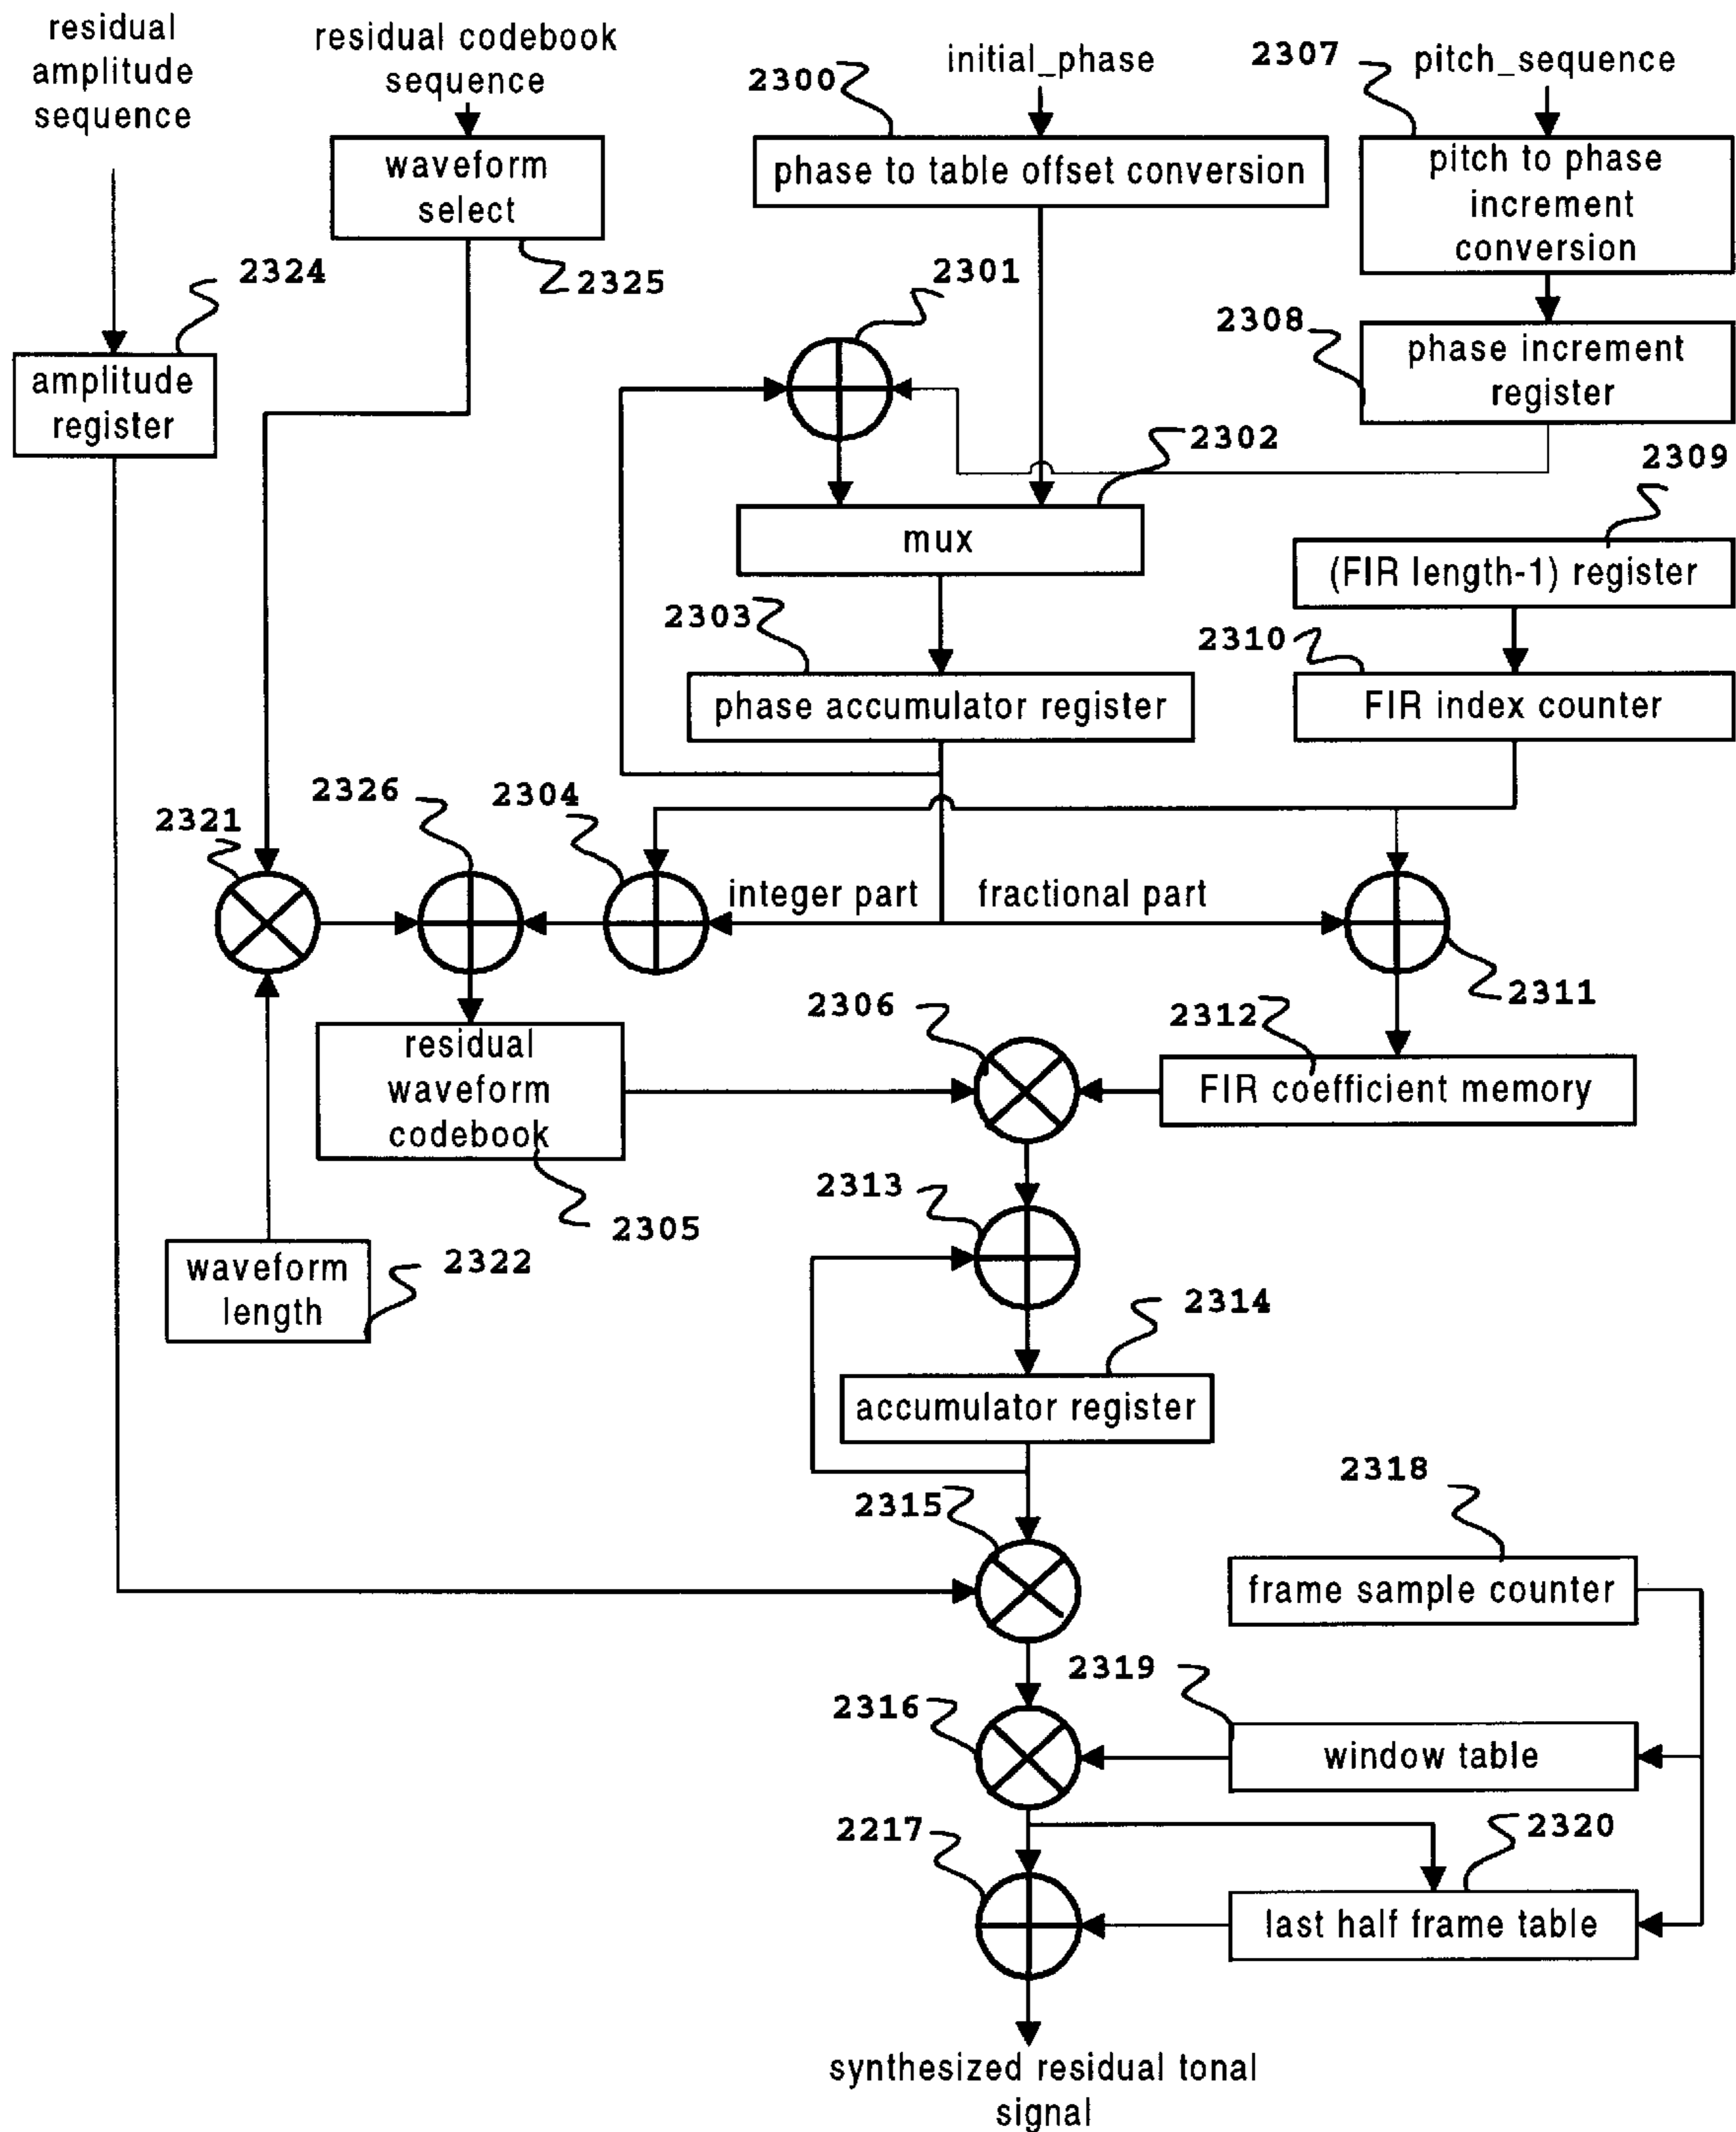 residual
amplitude
sequence
residual codebook
sequence
initial_phase
2307
pitch_sequence
2300
waveform
select
phase to table offset conversion
pitch to phase
increment
conversion
2324
2325
2301
2308
amplitude
register
phase increment
register
2302
2309
mux
(FIR length-1) register
2303
2310
phase accumulator register
FIR index counter
2321
2326
2304
integer part
fractional part
2311
2306
2312
residual
waveform
codebook
FIR coefficient memory
2313
2305
waveform
length
2322
2314
accumulator register
2315
2318
frame sample counter
2319
2316
window table
2217
2320
last half frame table
synthesized residual tonal
signal